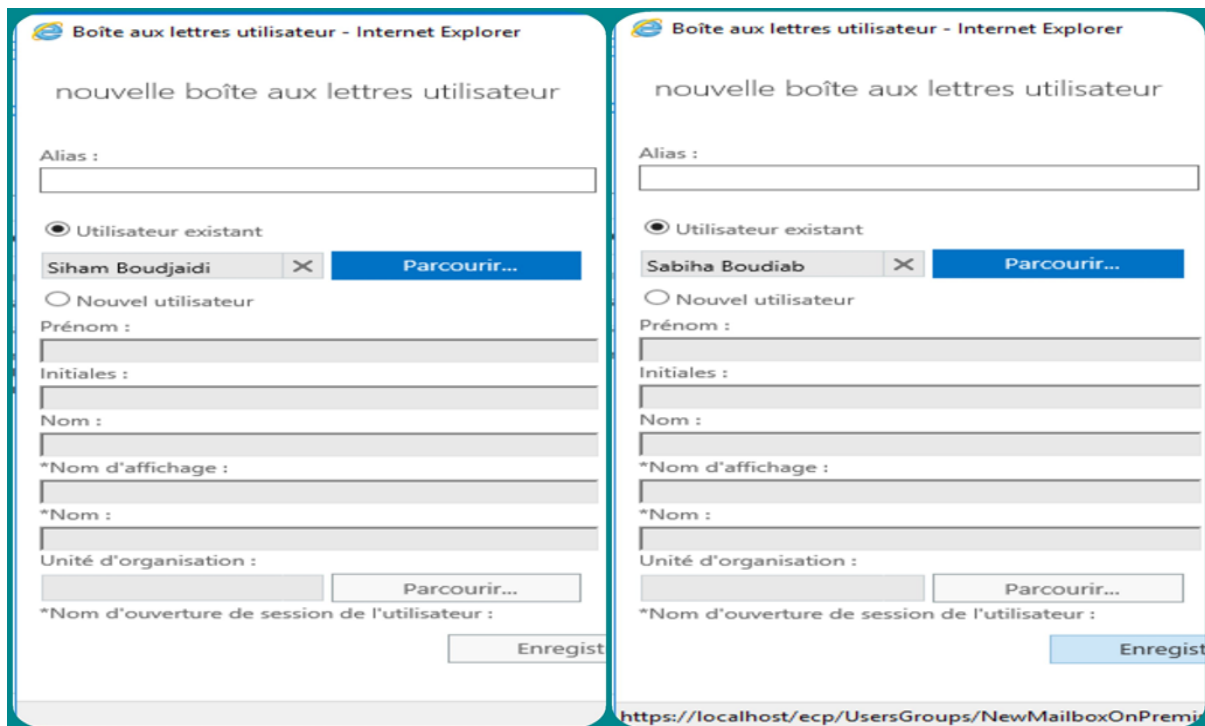 Boîte aux lettres utilisateur - Internet Explorer
nouvelle boîte aux lettres utilisateur
Alias :
Utilisateur existant
Siham Boudjaidi
Parcourir...
Nouvel utilisateur
Prénom :
Initiales :
Nom :
*Nom d'affichage :
*Nom :
Unité d'organisation :
Parcourir...
*Nom d'ouverture de session de l'utilisateur :
Enregist
Boîte aux lettres utilisateur - Internet Explorer
nouvelle boîte aux lettres utilisateur
Alias :
Utilisateur existant
Sabiha Boudiab
Parcourir...
Nouvel utilisateur
Prénom :
Initiales :
Nom :
*Nom d'affichage :
*Nom :
Unité d'organisation :
Parcourir...
*Nom d'ouverture de session de l'utilisateur :
Enregist
https://localhost/ecp/UsersGroups/NewMailboxOnPremi